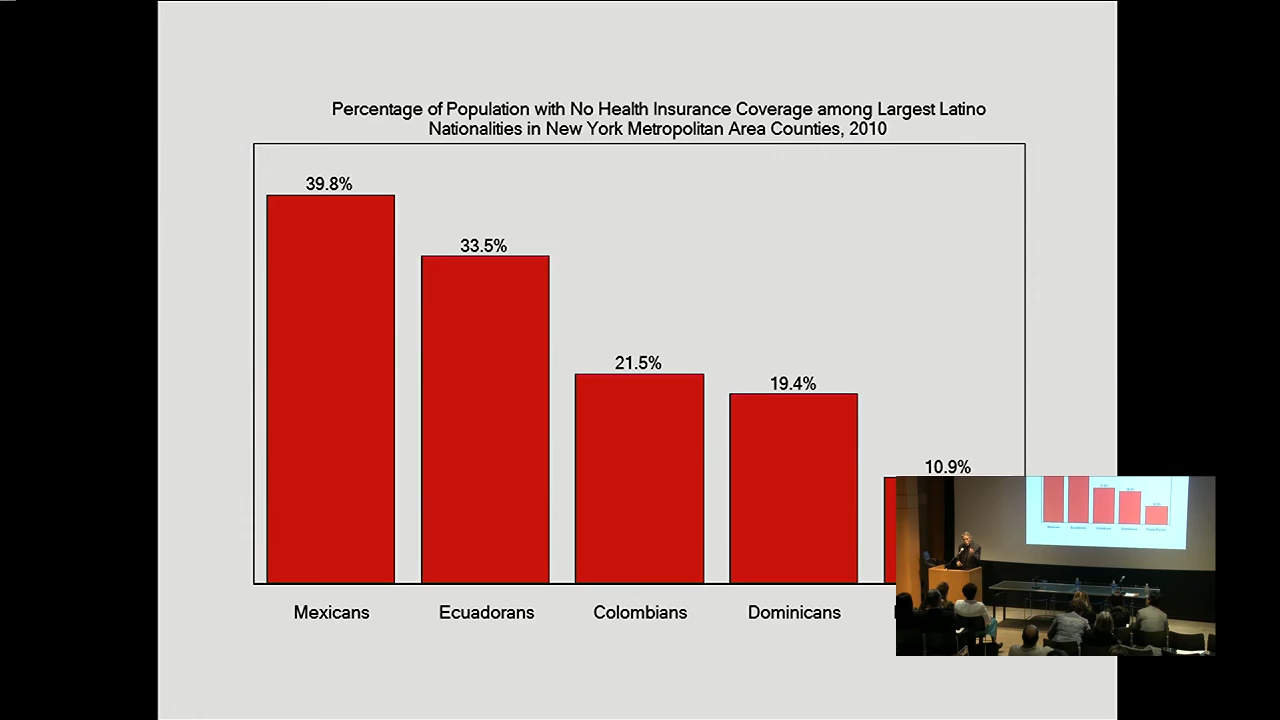 Percentage of Population with No Health Insurance Coverage among Largest Latino
Nationalities in New York Metropolitan Area Counties, 2010
39.8%
33.5%
21.5%
19.4%
10.9%
Mexicans
Ecuadorans
Colombians
Dominicans